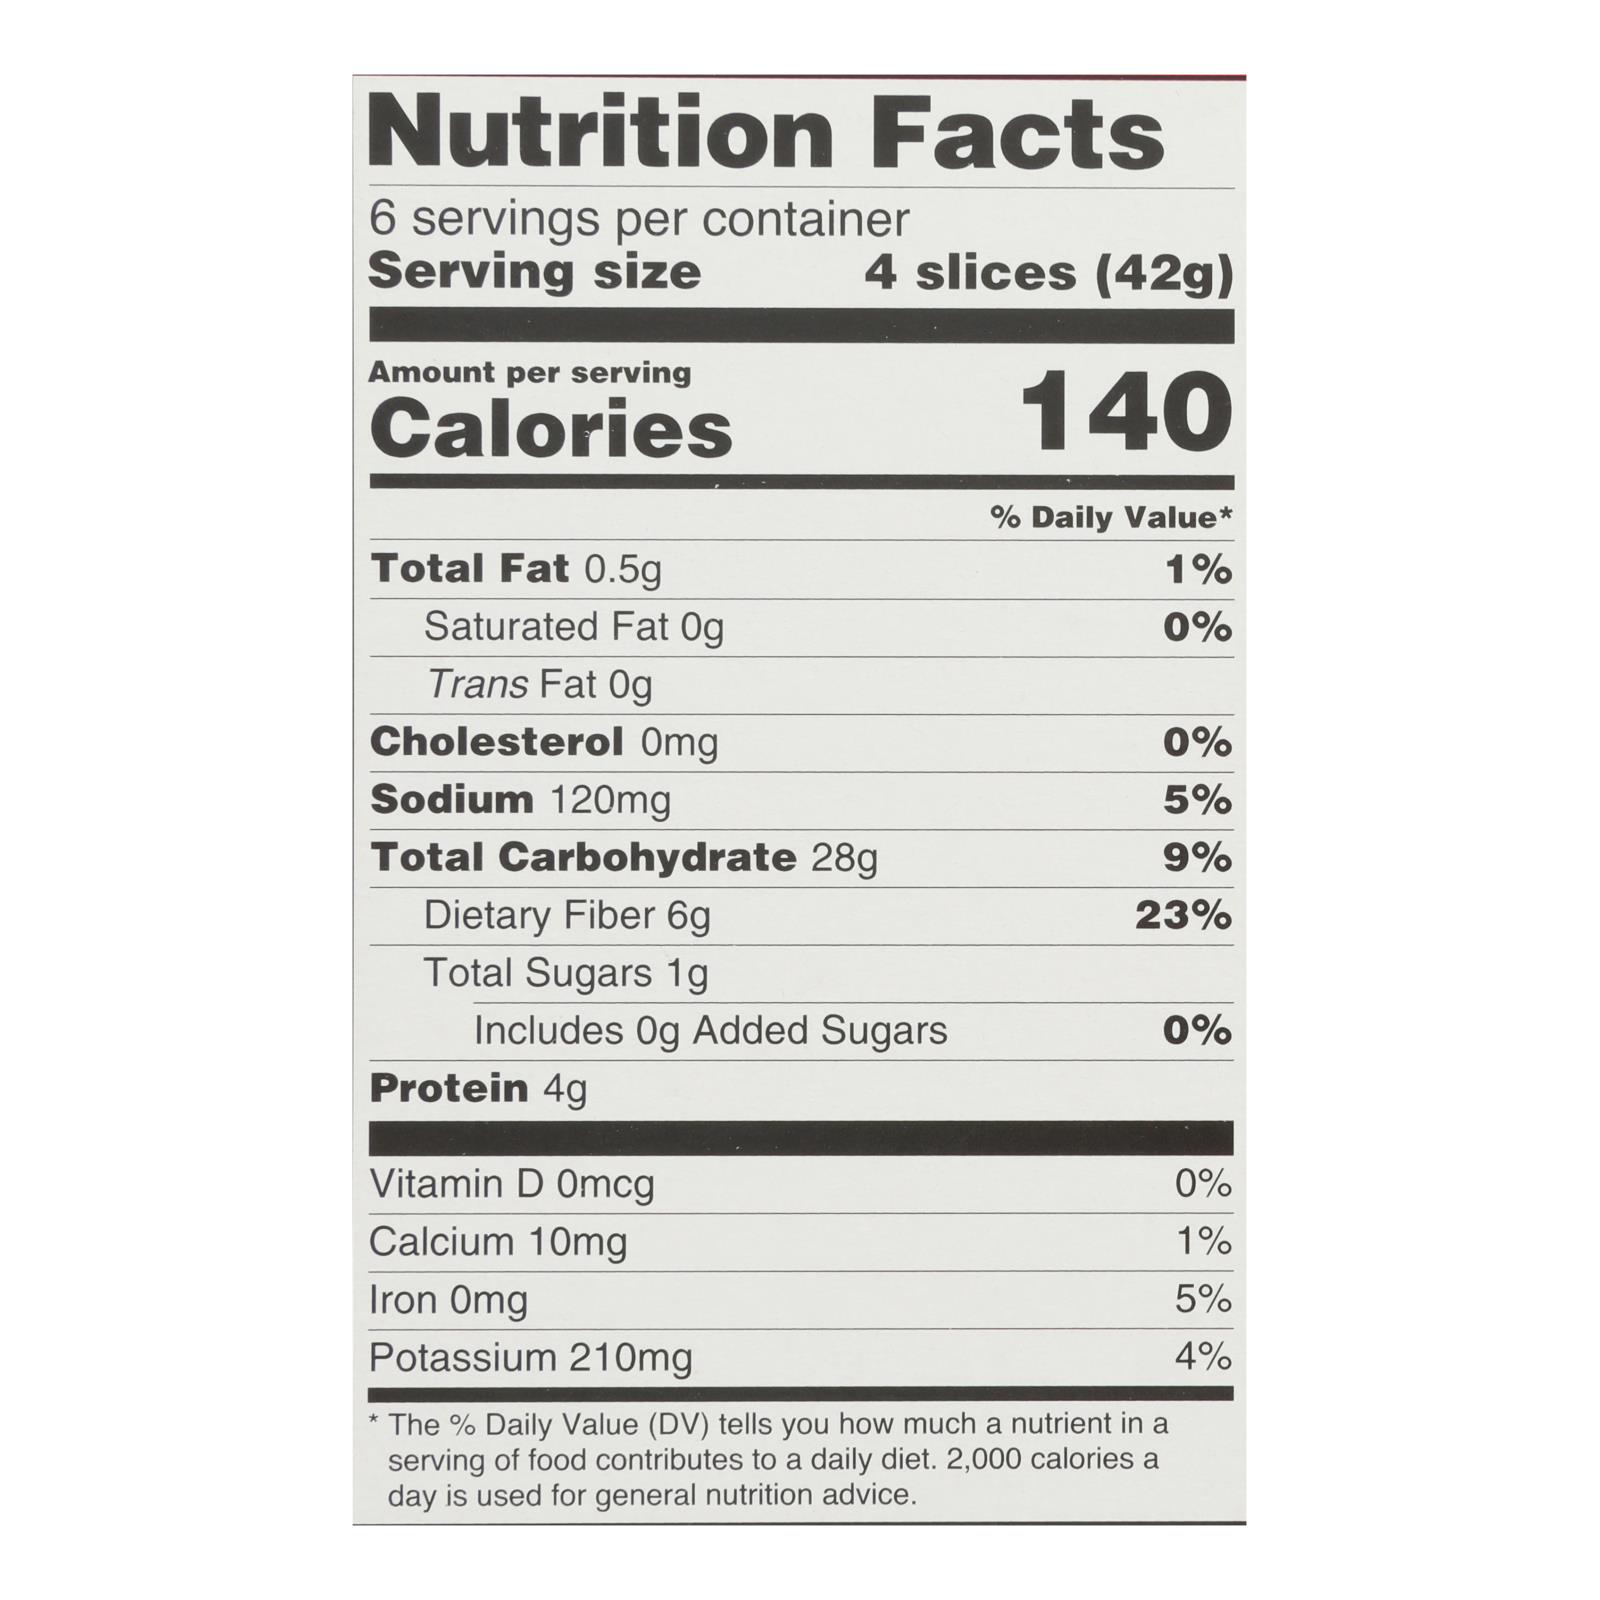 Nutrition Facts
6 servings per container
Serving size 4 slices (42g)
Amount per serving
Calories 140
% Daily Value*
Total Fat 0.5g 1%
Saturated Fat 0g 0%
Trans Fat 0g
Cholesterol 0mg 0%
Sodium 120mg 5%
Total Carbohydrate 28g 9%
Dietary Fiber 6g 23%
Total Sugars 1g
Includes 0g Added Sugars 0%
Protein 4g
Vitamin D 0mcg 0%
Calcium 10mg 1%
Iron 0mg 5%
Potassium 210mg 4%
* The % Daily Value (DV) tells you how much a nutrient in a
serving of food contributes to a daily diet. 2,000 calories a
day is used for general nutrition advice.